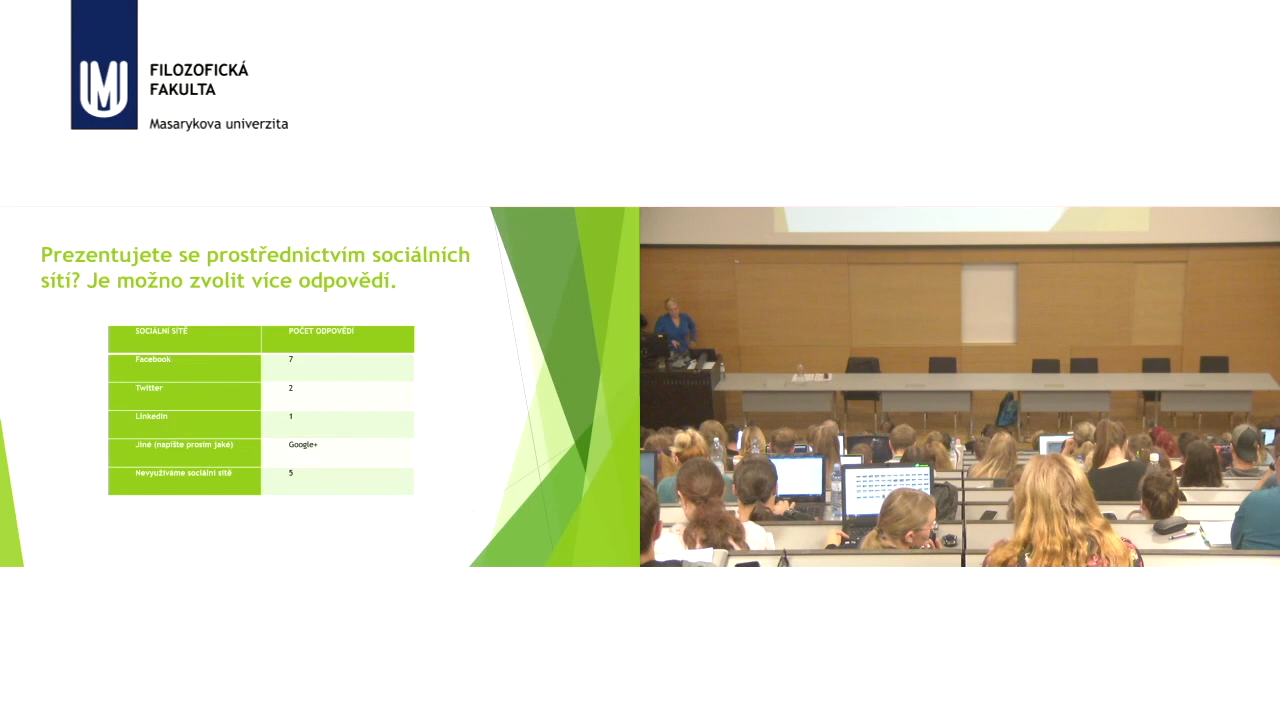 FILOZOFICKÁ
FAKULTA
Masarykova univerzita
Prezentujete se prostřednictvím sociálních
sítí? Je možno zvolit více odpovědí.
SOCIÁLNÍ SÍTĚ POČET ODPOVĚDÍ
Facebook 7
Twitter 2
LinkedIn 1
Jiné (napište prosím jaké) Google+
Nevyužíváme sociální sítě 5